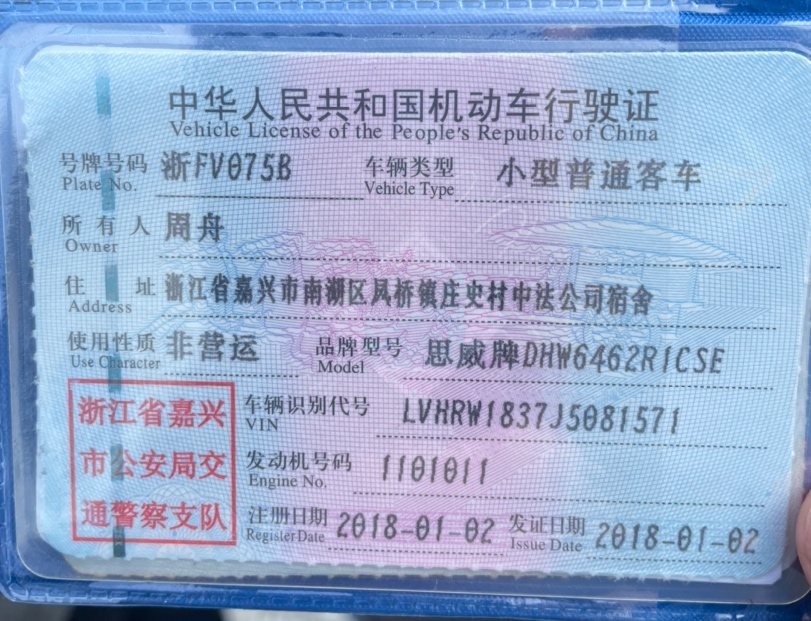 中华人民共和国机动车行驶证
Vehicle License of the People's Republic of China
号牌号码 浙FV075B 车辆类型 小型普通客车
Plate No. Vehicle Type
所有人 周舟
Owner
住址 浙江省嘉兴市南湖区凤桥镇庄史村中法公司宿舍
Address
使用性质 非营运 品牌型号 思威牌DHW6462R1CSE
Use Character Model
浙江省嘉兴 车辆识别代号 LVHRW1837J5081571
VIN
市公安局交 发动机号码 1101011
Engine No.
通警察支队 注册日期 2018-01-02 发证日期 2018-01-02
Register Date Issue Date